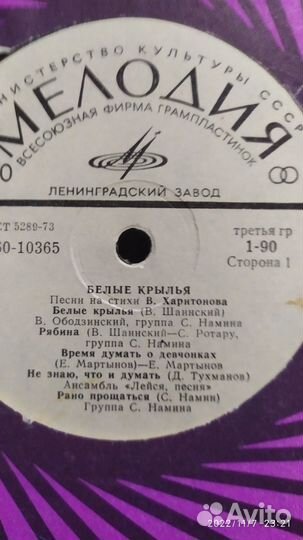 МИНИСТЕРСТВО КУЛЬТУРЫ СССР
МЕЛОДИЯ
ВСЕСОЮЗНАЯ ФИРМА ГРАМПЛАСТИНОК
ЛЕНИНГРАДСКИЙ ЗАВОД
СТ 5289-73
третья гр
60-10365
1-90
Сторона 1
БЕЛЫЕ КРЫЛЬЯ
Песни на стихи В. Харитонова
Белые крылья (В. Шаинский)
В. Ободзинский, группа С. Намина
Рябина (В. Шаинский)—С. Ротару,
группа С. Намина
Время думать о девчонках
(Е. Мартынов)—Е. Мартынов
Не знаю, что и думать (Д. Тухманов)
Ансамбль «Лейся, песня»
Рано прощаться (С. Намин)
Группа С. Намина
2022/11/7 23:21
Avito